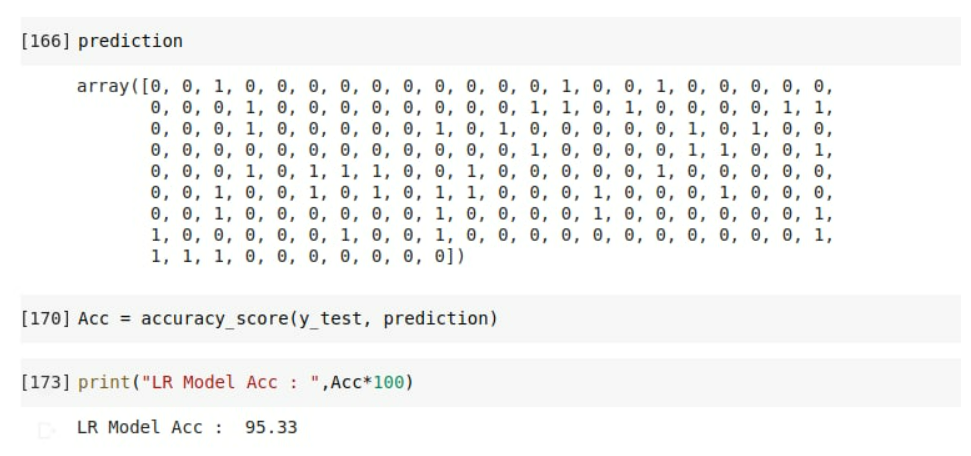 [166] prediction
array([0, 0, 1, 0, 0, 0, 0, 0, 0, 0, 0, 0, 0, 1, 0, 0, 1, 0, 0, 0, 0, 0,
0, 0, 0, 1, 0, 0, 0, 0, 0, 0, 0, 0, 1, 1, 0, 1, 0, 0, 0, 0, 1, 1,
0, 0, 0, 1, 0, 0, 0, 0, 0, 1, 0, 1, 0, 0, 0, 0, 0, 1, 0, 1, 0, 0,
0, 0, 0, 0, 0, 0, 0, 0, 0, 0, 0, 0, 1, 0, 0, 0, 0, 1, 1, 0, 0, 1,
0, 0, 0, 1, 0, 1, 1, 1, 0, 0, 1, 0, 0, 0, 0, 0, 1, 0, 0, 0, 0, 0,
0, 0, 1, 0, 0, 1, 0, 1, 0, 1, 1, 0, 0, 0, 1, 0, 0, 0, 1, 0, 0, 0,
0, 0, 1, 0, 0, 0, 0, 0, 0, 1, 0, 0, 0, 0, 1, 0, 0, 0, 0, 0, 0, 1,
1, 0, 0, 0, 0, 0, 1, 0, 0, 1, 0, 0, 0, 0, 0, 0, 0, 0, 0, 0, 0, 1,
1, 1, 1, 0, 0, 0, 0, 0, 0, 0])
[170] Acc = accuracy_score(y_test, prediction)
[173] print("LR Model Acc : ",Acc*100)
LR Model Acc :  95.33